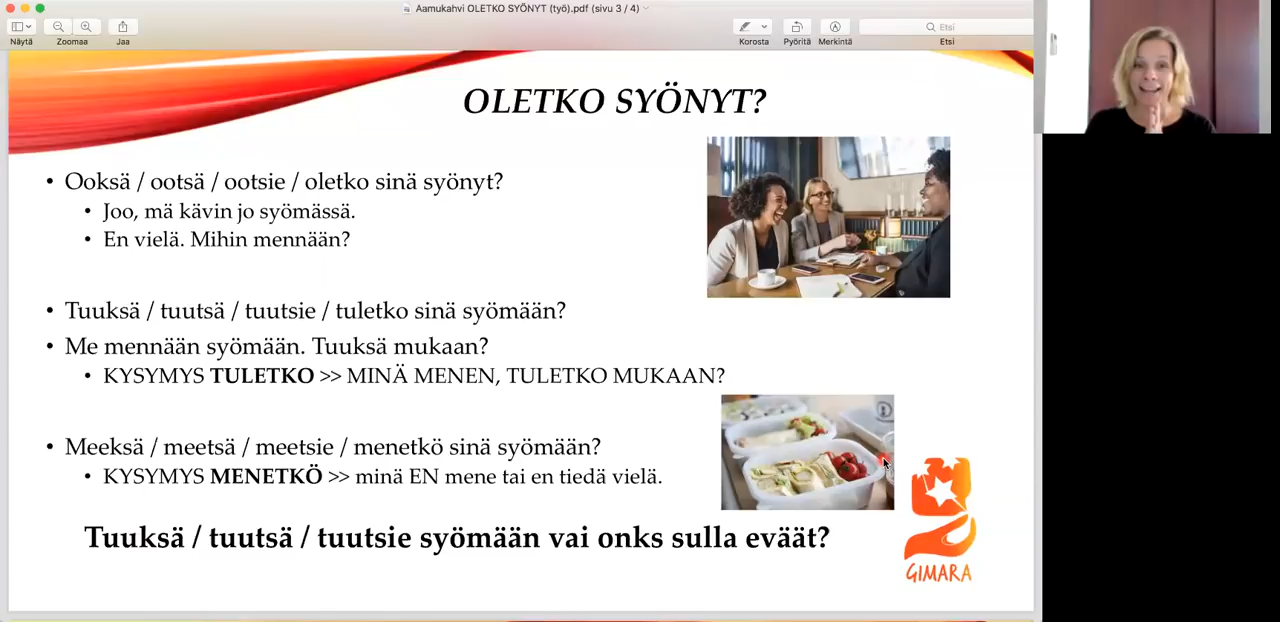 Aamukahvi OLETKO SYÖNYT (työ).pdf (sivu 3 / 4)
Näytä Zoomaa Jaa Korosta Pyöritä Merkintä Etsi
Etsi
OLETKO SYÖNYT?
• Ooksä / ootsä / ootsie / oletko sinä syönyt?
• Joo, mä kävin jo syömässä.
• En vielä. Mihin mennään?
• Tuuksä / tuutsä / tuutsie / tuletko sinä syömään?
• Me mennään syömään. Tuuksä mukaan?
• KYSYMYS TULETKO >> MINÄ MENEN, TULETKO MUKAAN?
• Meeksä / meetsä / meetsie / menetkö sinä syömään?
• KYSYMYS MENETKÖ >> minä EN mene tai en tiedä vielä.
Tuuksä / tuutsä / tuutsie syömään vai onks sulla eväät?
GIMARA